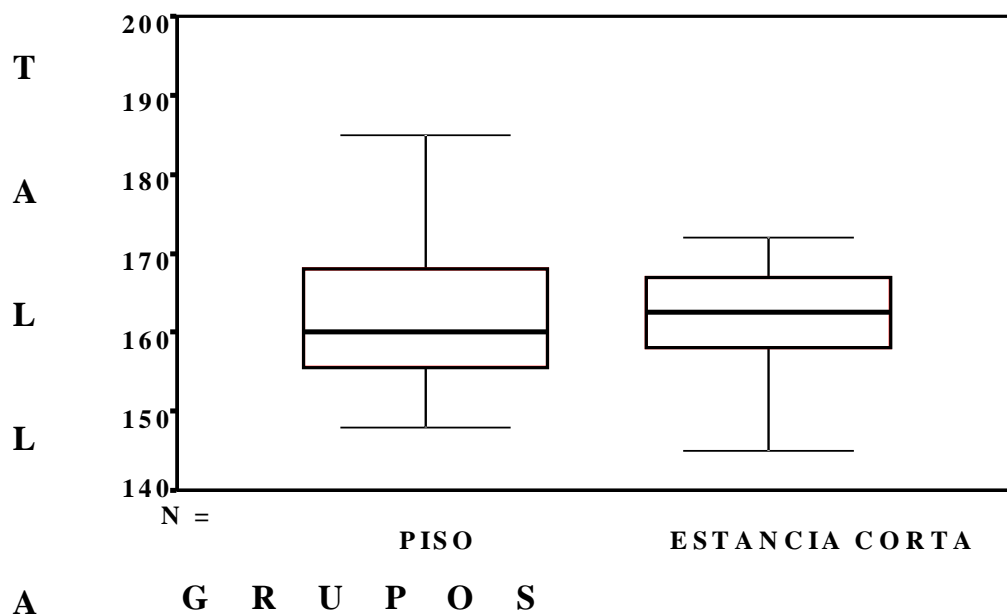 T
A
L
L
A
200
190
180
170
160
150
140
N =
PISO
ESTANCIA CORTA
G R U P O S